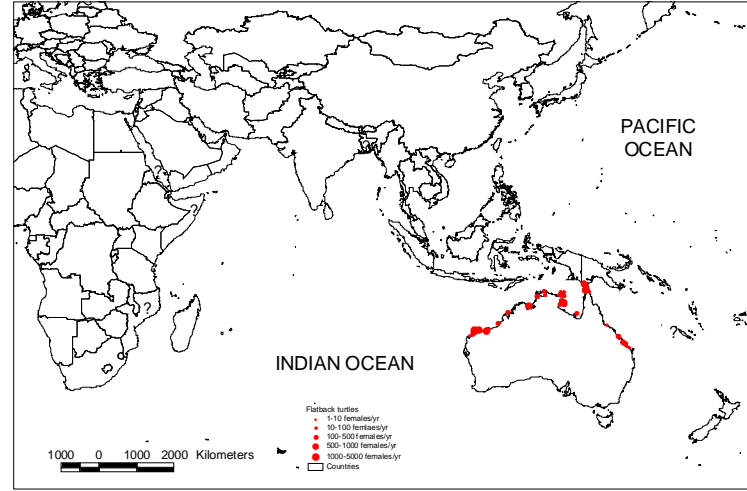 PACIFIC
OCEAN
?
?
?
?
INDIAN OCEAN
Flatback turtles
1-10 females/yr
10-100 femlaes/yr
100-500 females/yr
500-1000 females/yr
1000-5000 females/yr
Countries
1000 0 1000 2000 Kilometers